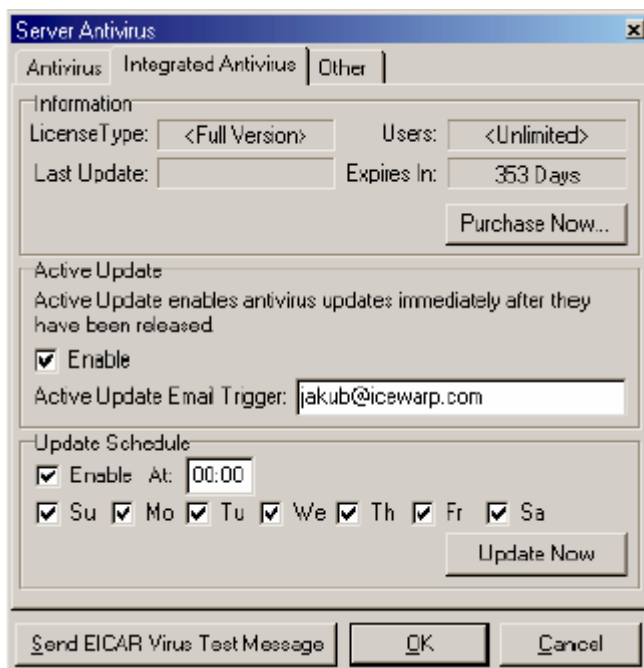 Server Antivirus
Antivirus Integrated Antivirus Other
Information
License Type: <Full Version> Users: <Unlimited>
Last Update: Expires In: 353 Days
Purchase Now...
Active Update
Active Update enables antivirus updates immediately after they
have been released.
Enable
Active Update Email Trigger: jakub@icewarp.com
Update Schedule
Enable At: 00:00
Su Mo Tu We Th Fr Sa
Update Now
Send EICAR Virus Test Message OK Cancel